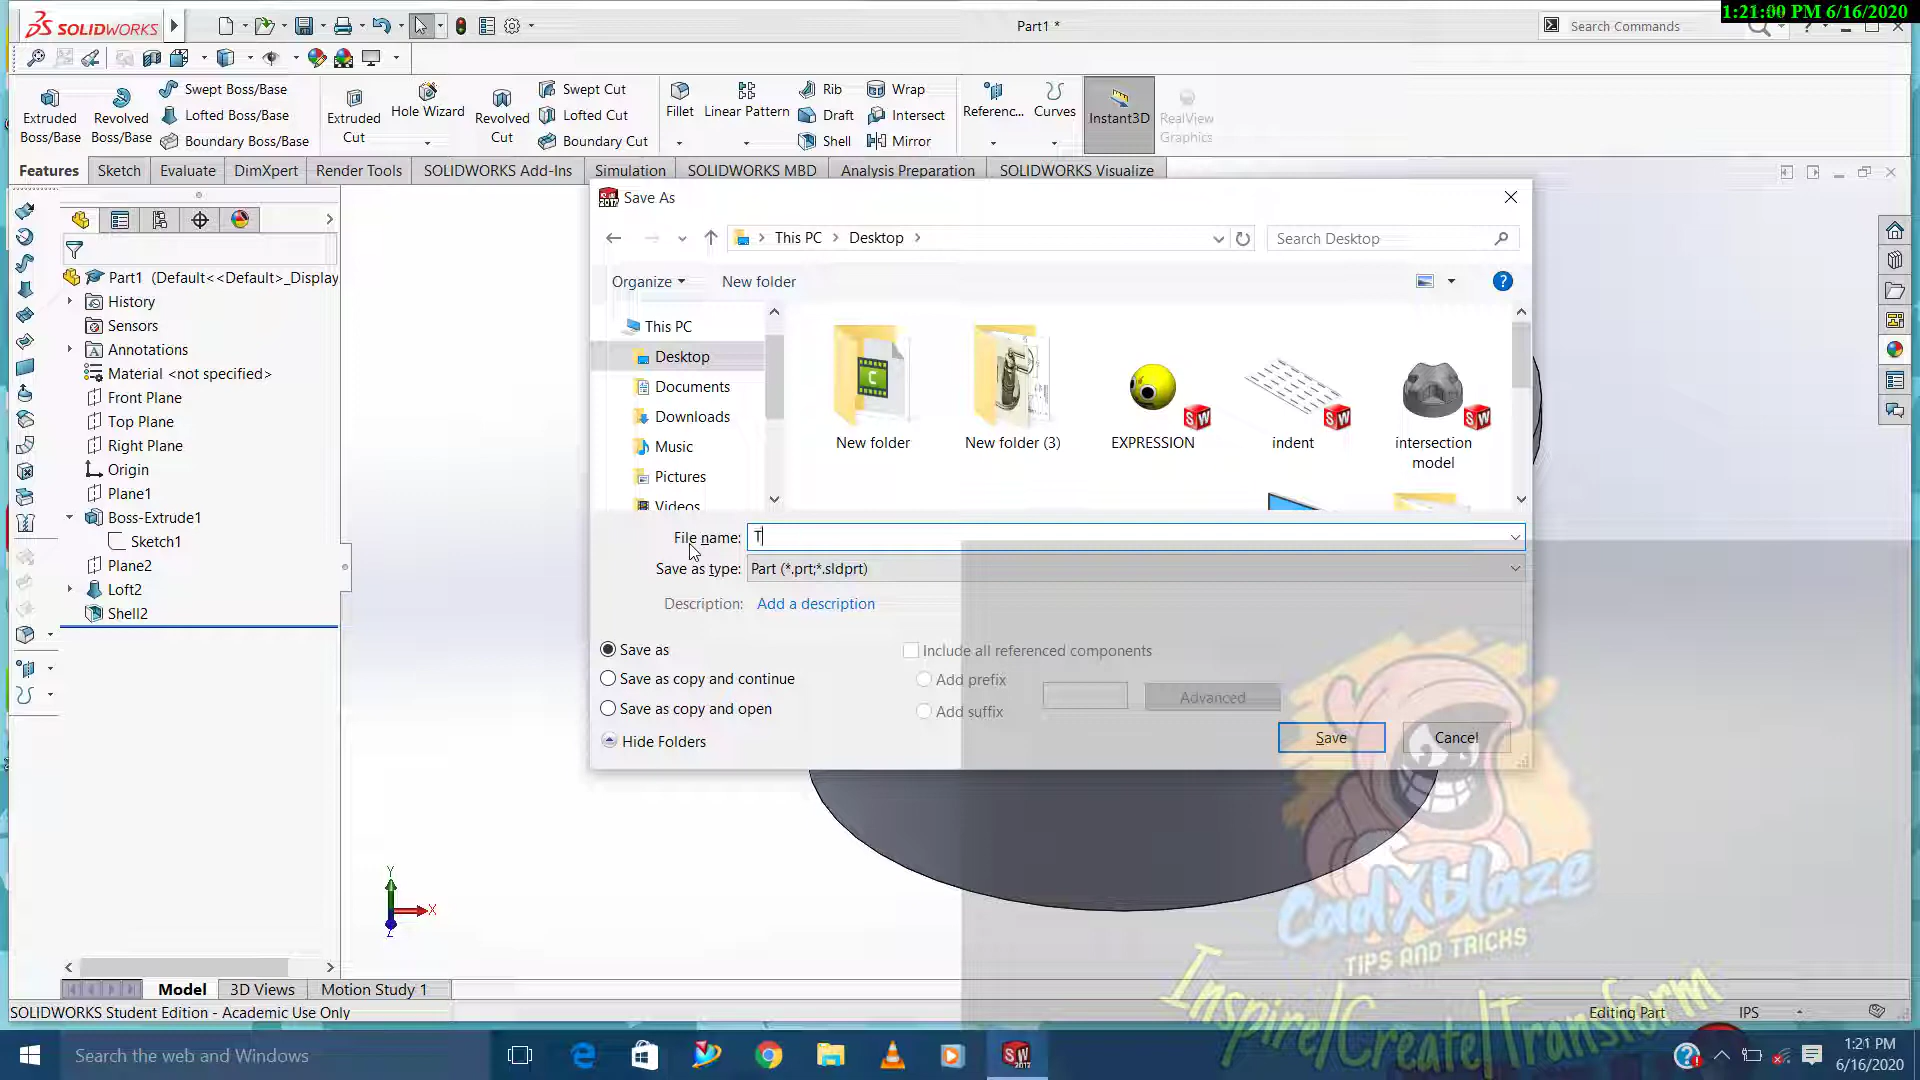 SOLIDWORKS
Part1 *
Search Commands
1:21:00 PM 6/16/2020
Extruded Boss/Base
Revolved Boss/Base
Swept Boss/Base
Lofted Boss/Base
Boundary Boss/Base
Extruded Cut
Hole Wizard
Revolved Cut
Swept Cut
Lofted Cut
Boundary Cut
Fillet
Linear Pattern
Rib
Draft
Shell
Wrap
Intersect
Mirror
Referenc...
Curves
Instant3D
RealView Graphics
Features
Sketch
Evaluate
DimXpert
Render Tools
SOLIDWORKS Add-Ins
Simulation
SOLIDWORKS MBD
Analysis Preparation
SOLIDWORKS Visualize
Part1 (Default<<Default>_Display
History
Sensors
Annotations
Material <not specified>
Front Plane
Top Plane
Right Plane
Origin
Plane1
Boss-Extrude1
Sketch1
Plane2
Loft2
Shell2
Save As
This PC
Desktop
Search Desktop
Organize
New folder
This PC
Desktop
Documents
Downloads
Music
Pictures
Videos
New folder
New folder (3)
EXPRESSION
indent
intersection
model
File name: T
Save as type: Part (*.prt;*.sldprt)
Description: Add a description
Save as
Save as copy and continue
Save as copy and open
Include all referenced components
Add prefix
Add suffix
Advanced
Hide Folders
Save
Cancel
CadXblaze
TIPS AND TRICKS
Inspire/Create/Transform
Y
X
Z
Model
3D Views
Motion Study 1
SOLIDWORKS Student Edition - Academic Use Only
Editing Part
IPS
Search the web and Windows
1:21 PM
6/16/2020